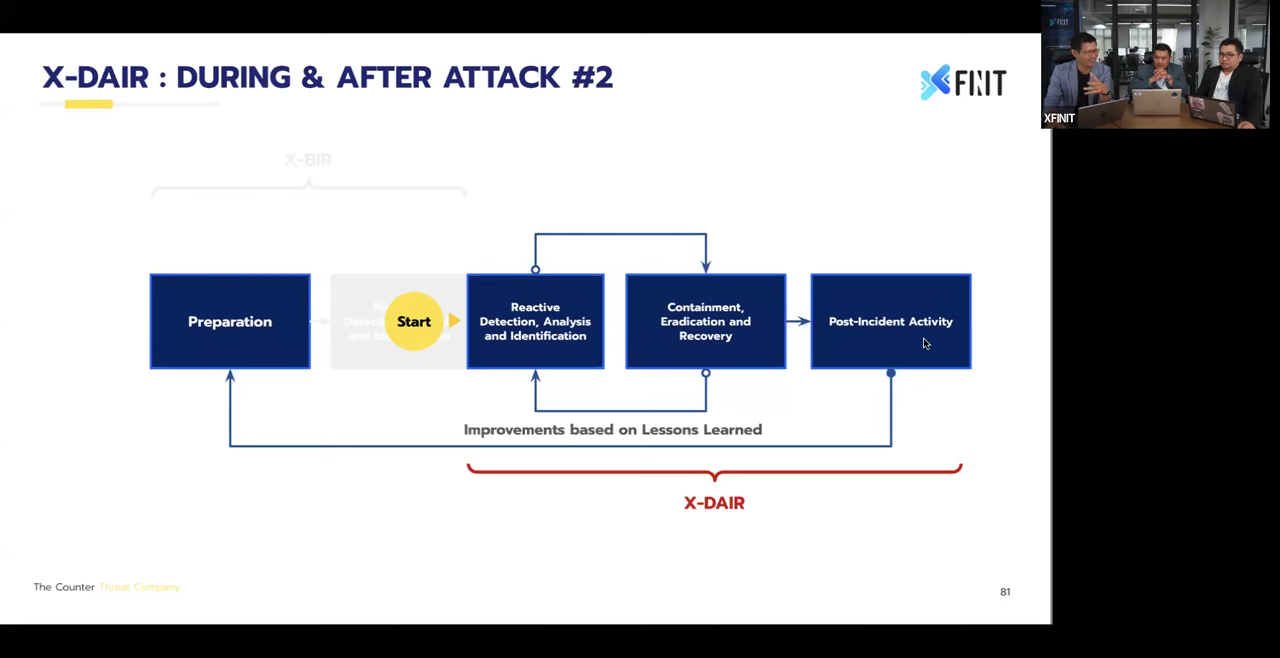 X-DAIR : DURING & AFTER ATTACK #2
XFINIT
XFINIT
X-BIR
Preparation
Start
Reactive
Detection, Analysis
and Identification
Containment,
Eradication and
Recovery
Post-Incident Activity
Improvements based on Lessons Learned
X-DAIR
The Counter Threat Company
81